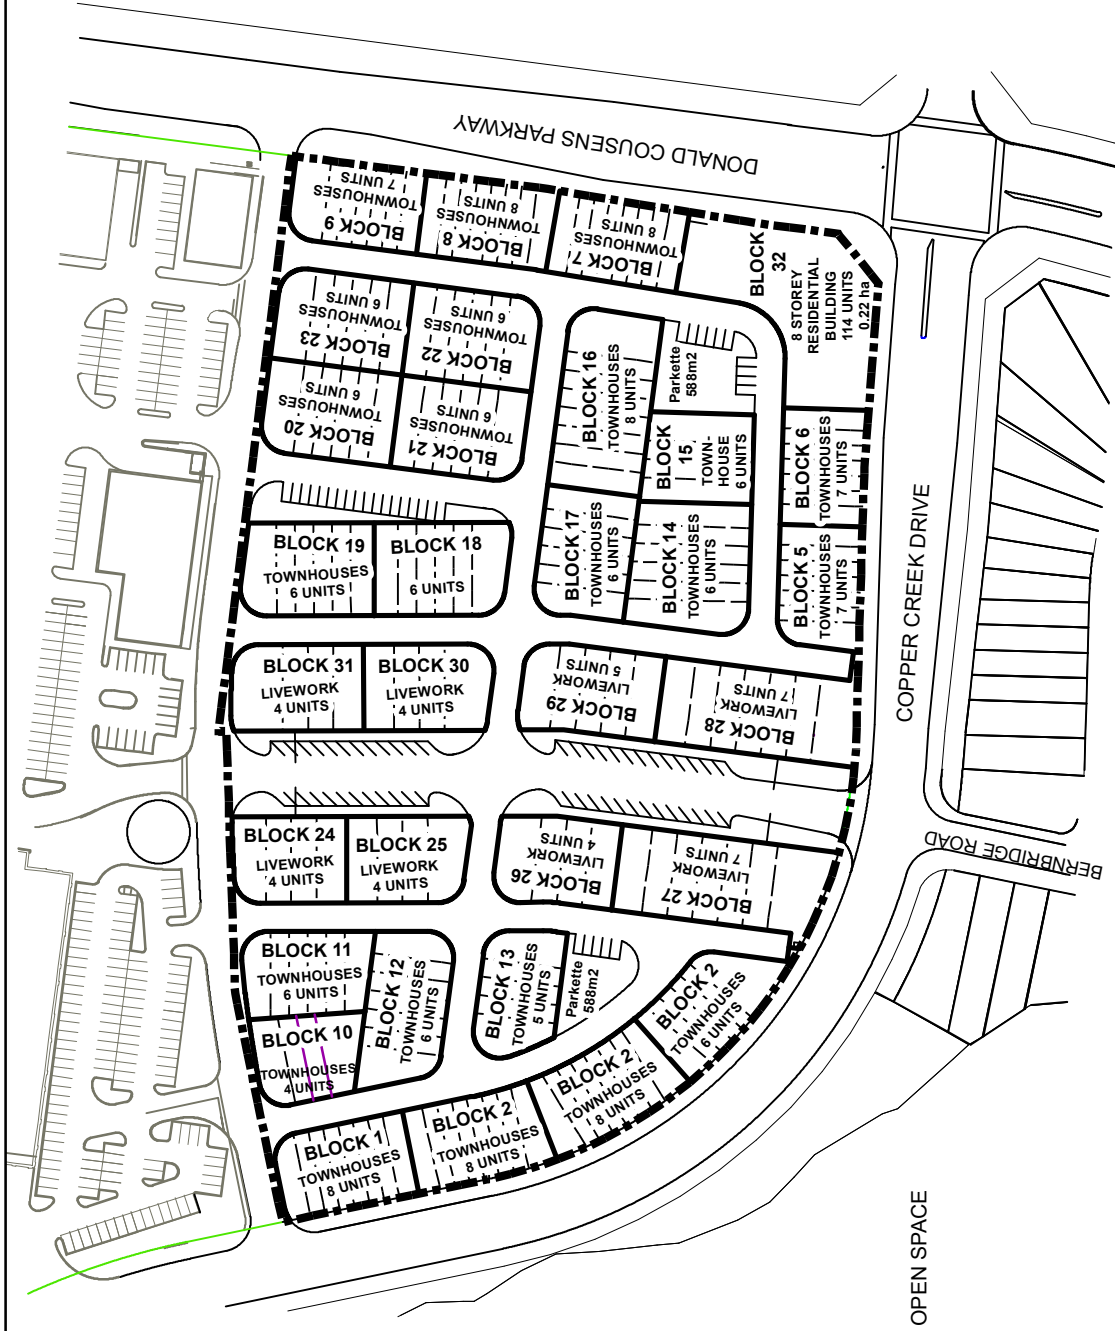 DONALD COUSENS PARKWAY
BLOCK 9
TOWNHOUSES
7 UNITS
BLOCK 8
TOWNHOUSES
8 UNITS
BLOCK 7
TOWNHOUSES
8 UNITS
BLOCK
32
8 STOREY
RESIDENTIAL
BUILDING
114 UNITS
0.22 ha
BLOCK 23
TOWNHOUSES
6 UNITS
BLOCK 22
TOWNHOUSES
6 UNITS
BLOCK 20
TOWNHOUSES
6 UNITS
BLOCK 21
TOWNHOUSES
6 UNITS
BLOCK 16
TOWNHOUSES
8 UNITS
Parkette
588m2
BLOCK
15
TOWN-
HOUSE
6 UNITS
BLOCK 6
TOWNHOUSES
7 UNITS
BLOCK 19
TOWNHOUSES
6 UNITS
BLOCK 18
6 UNITS
BLOCK 17
TOWNHOUSES
6 UNITS
BLOCK 14
TOWNHOUSES
6 UNITS
BLOCK 5
TOWNHOUSES
7 UNITS
COPPER CREEK DRIVE
BLOCK 31
LIVEWORK
4 UNITS
BLOCK 30
LIVEWORK
4 UNITS
BLOCK 29
LIVEWORK
5 UNITS
BLOCK 28
LIVEWORK
7 UNITS
BLOCK 24
LIVEWORK
4 UNITS
BLOCK 25
LIVEWORK
4 UNITS
BLOCK 26
LIVEWORK
4 UNITS
BLOCK 27
LIVEWORK
7 UNITS
BERNBRIDGE ROAD
BLOCK 11
TOWNHOUSES
6 UNITS
BLOCK 12
TOWNHOUSES
6 UNITS
BLOCK 13
TOWNHOUSES
5 UNITS
Parkette
588m2
BLOCK 2
TOWNHOUSES
6 UNITS
BLOCK 10
TOWNHOUSES
4 UNITS
BLOCK 2
TOWNHOUSES
8 UNITS
BLOCK 2
TOWNHOUSES
8 UNITS
BLOCK 1
TOWNHOUSES
8 UNITS
OPEN SPACE